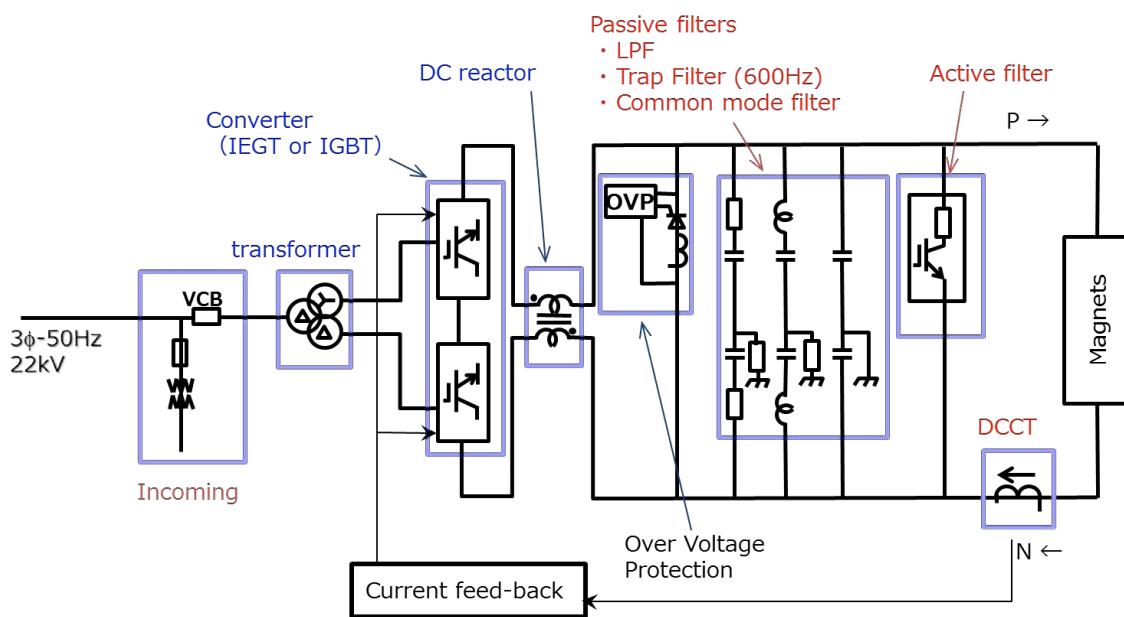 Passive filters
・LPF
・Trap Filter (600Hz)
・Common mode filter
DC reactor
Active filter
Converter
(IEGT or IGBT)
P →
OVP
transformer
VCB
3ϕ-50Hz
22kV
Magnets
DCCT
Incoming
Over Voltage
Protection
N ←
Current feed-back